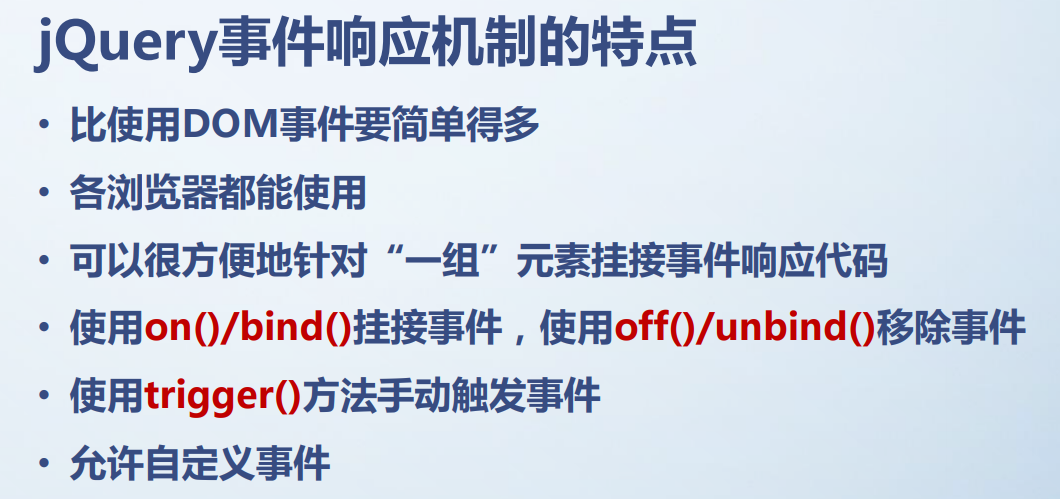 jQuery事件响应机制的特点
• 比使用DOM事件要简单得多
• 各浏览器都能使用
• 可以很方便地针对“一组”元素挂接事件响应代码
• 使用on()/bind()挂接事件，使用off()/unbind()移除事件
• 使用trigger()方法手动触发事件
• 允许自定义事件